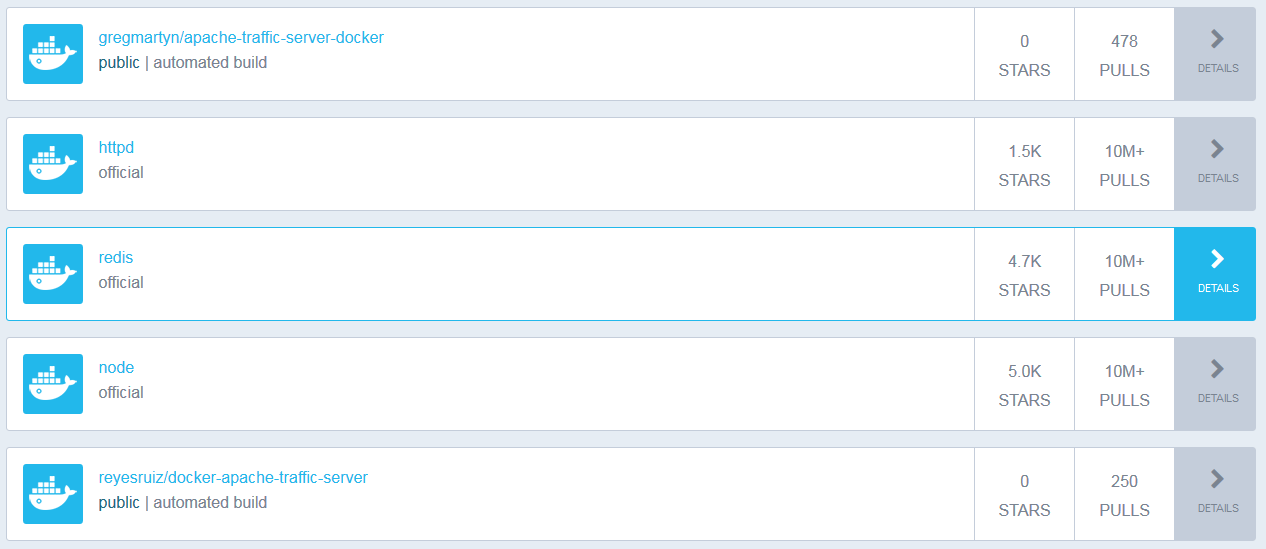 gregmartyn/apache-traffic-server-docker
public | automated build
0
STARS
478
PULLS
DETAILS
httpd
official
1.5K
STARS
10M+
PULLS
DETAILS
redis
official
4.7K
STARS
10M+
PULLS
DETAILS
node
official
5.0K
STARS
10M+
PULLS
DETAILS
reyesruiz/docker-apache-traffic-server
public | automated build
0
STARS
250
PULLS
DETAILS